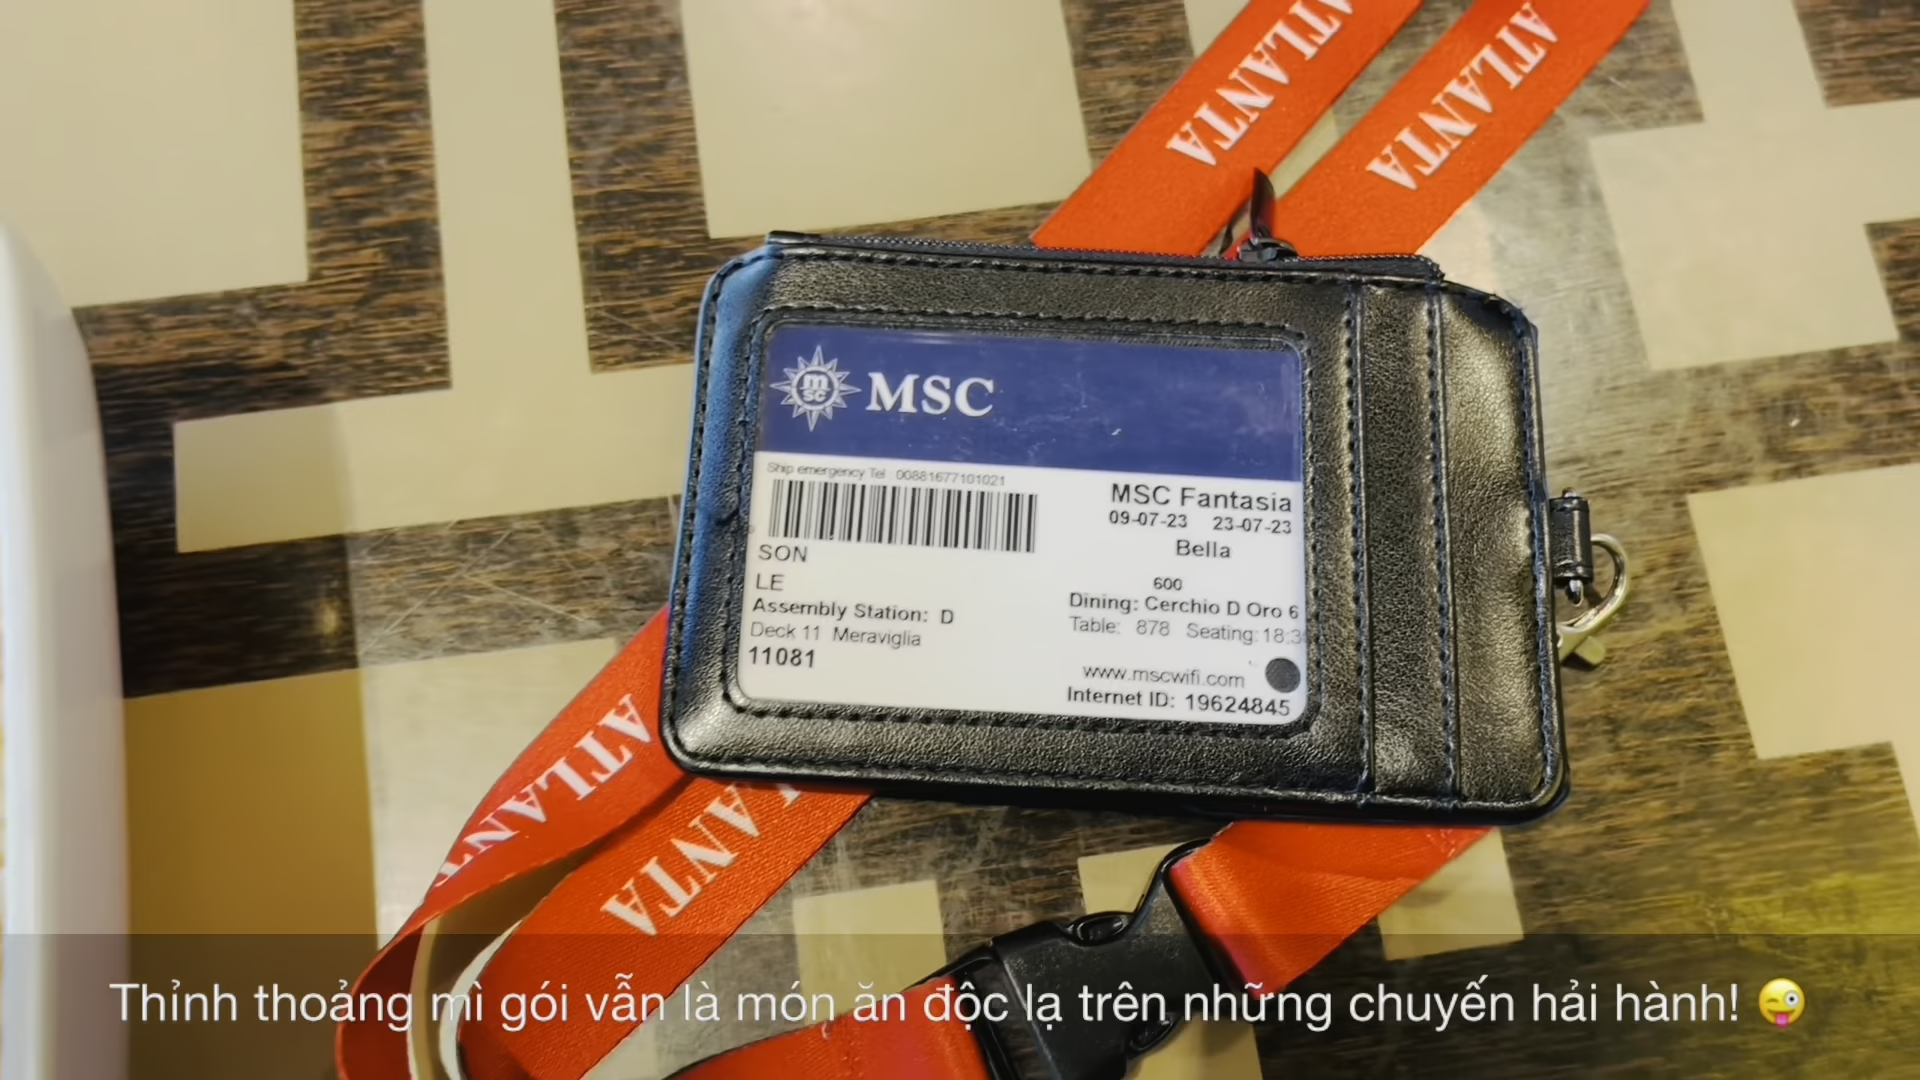 ATLANTA
ATLANTA
msc
MSC
Ship emergency Tel : 00881677101021
MSC Fantasia
09-07-23 23-07-23
Bella
SON
LE
600
Assembly Station: D
Dining: Cerchio D Oro 6
Deck 11 Meraviglia
Table: 878 Seating: 18:3
11081
www.mscwifi.com
Internet ID: 19624845
ATLANTA
ATLANTA
Thỉnh thoảng mì gói vẫn là món ăn độc lạ trên những chuyến hải hành! 😜